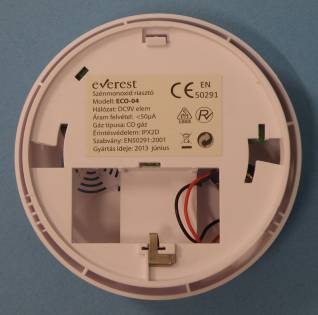 everest
Szénmonoxid riasztó
Modell: ECO-04
Hálózat: DC9V elem
Áram felvétel: <50µA
Gáz típusa: CO gáz
Érintésvédelem: IPX2D
Szabvány: EN50291:2001
Gyártás ideje: 2013 június
CE EN
50291